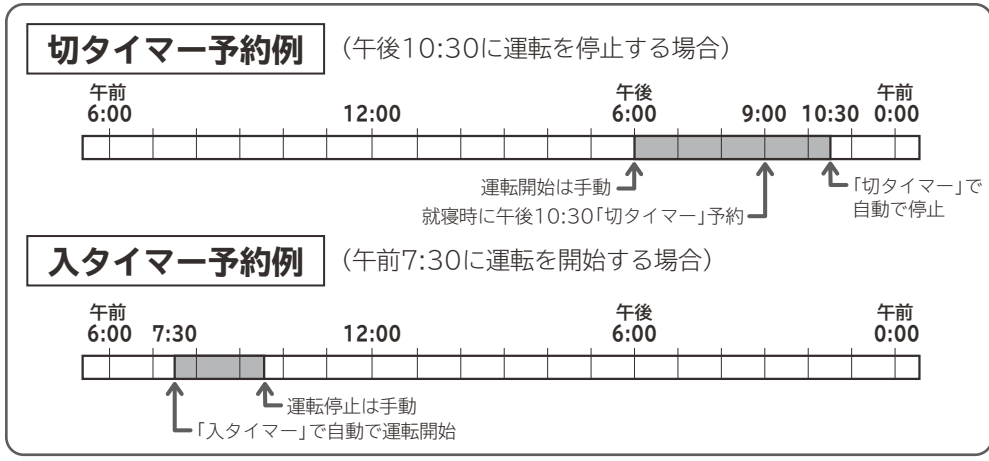 切タイマー予約例 (午後10:30に運転を停止する場合)
午前 午後 午前
6:00 12:00 6:00 9:00 10:30 0:00
運転開始は手動
就寝時に午後10:30「切タイマー」予約
「切タイマー」で
自動で停止
入タイマー予約例 (午前7:30に運転を開始する場合)
午前 午後 午前
6:00 7:30 12:00 6:00 0:00
運転停止は手動
「入タイマー」で自動で運転開始